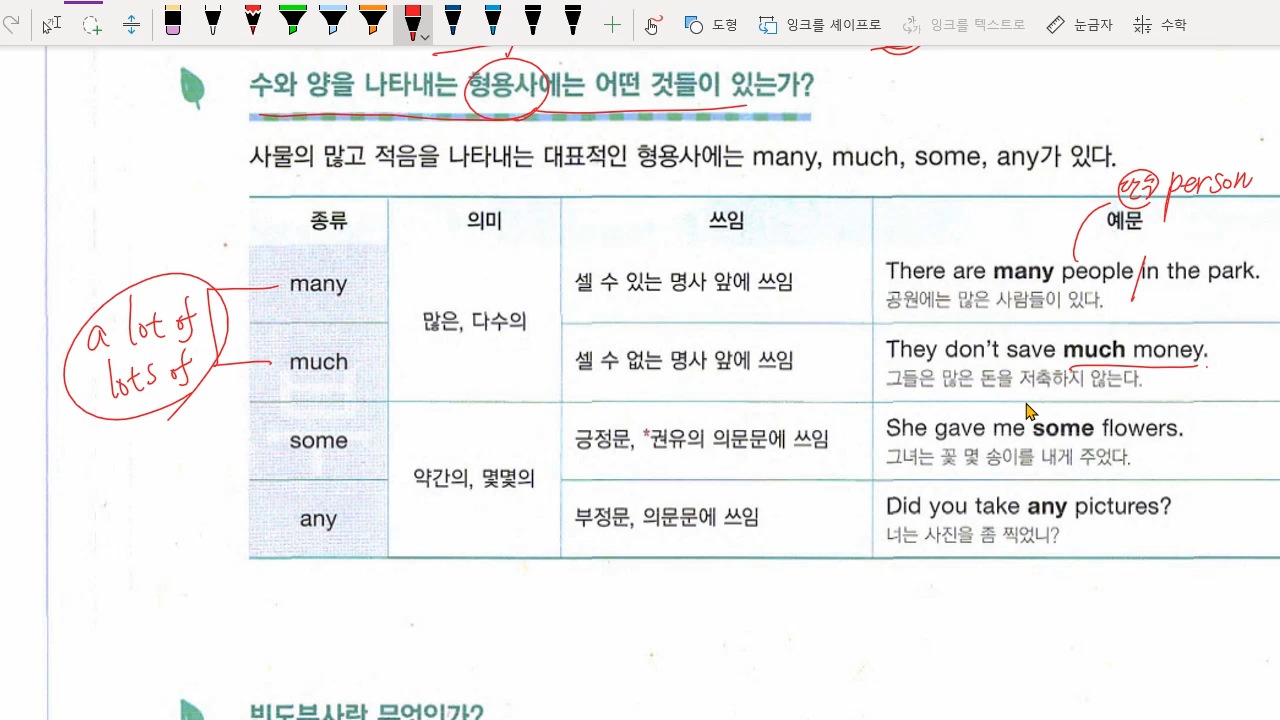 도형
잉크를 셰이프로
잉크를 텍스트로
눈금자
수학
수와 양을 나타내는 형용사에는 어떤 것들이 있는가?
사물의 많고 적음을 나타내는 대표적인 형용사에는 many, much, some, any가 있다.
단수 person
종류 의미 쓰임 예문
many 많은, 다수의 셀 수 있는 명사 앞에 쓰임 There are many people in the park.
공원에는 많은 사람들이 있다.
a lot of
lots of
much 셀 수 없는 명사 앞에 쓰임 They don't save much money.
그들은 많은 돈을 저축하지 않는다.
some 약간의, 몇몇의 긍정문, *권유의 의문문에 쓰임 She gave me some flowers.
그녀는 꽃 몇 송이를 내게 주었다.
any 부정문, 의문문에 쓰임 Did you take any pictures?
너는 사진을 좀 찍었니?
빈도부사란 무엇인가?